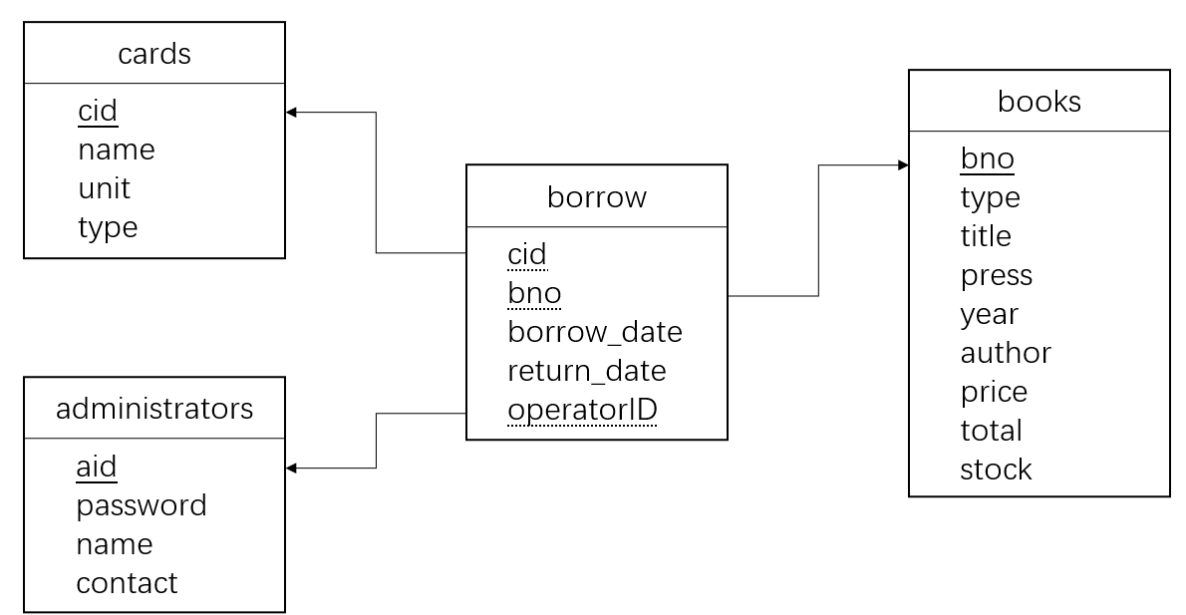 cards
cid
name
unit
type
administrators
aid
password
name
contact
borrow
cid
bno
borrow_date
return_date
operatorID
books
bno
type
title
press
year
author
price
total
stock